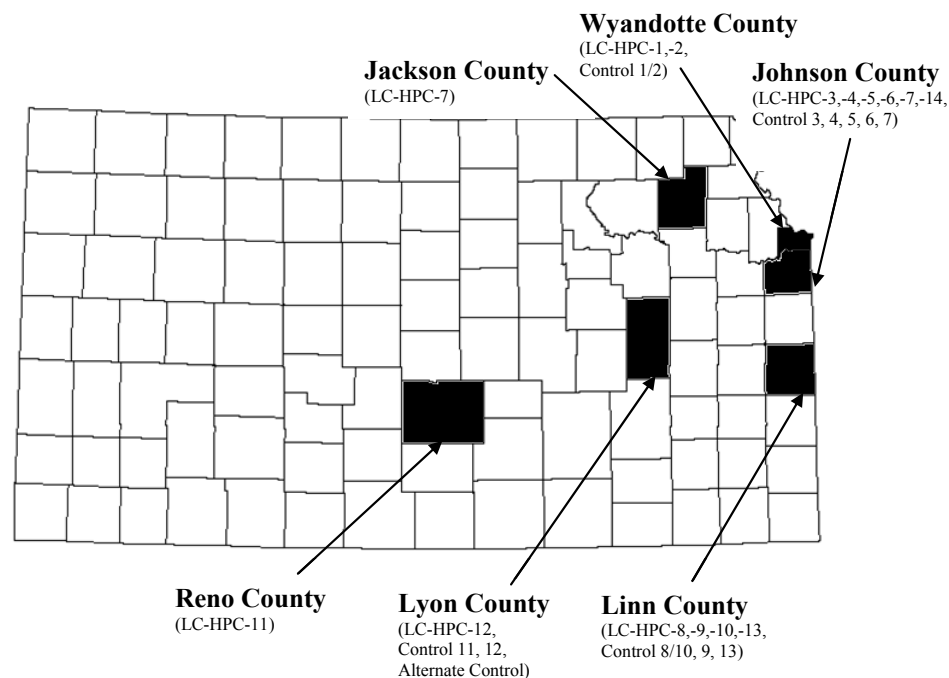 Wyandotte County
(LC-HPC-1,-2,
Control 1/2)
Jackson County
(LC-HPC-7)
Johnson County
(LC-HPC-3,-4,-5,-6,-7,-14,
Control 3, 4, 5, 6, 7)
Reno County
(LC-HPC-11)
Lyon County
(LC-HPC-12,
Control 11, 12,
Alternate Control)
Linn County
(LC-HPC-8,-9,-10,-13,
Control 8/10, 9, 13)